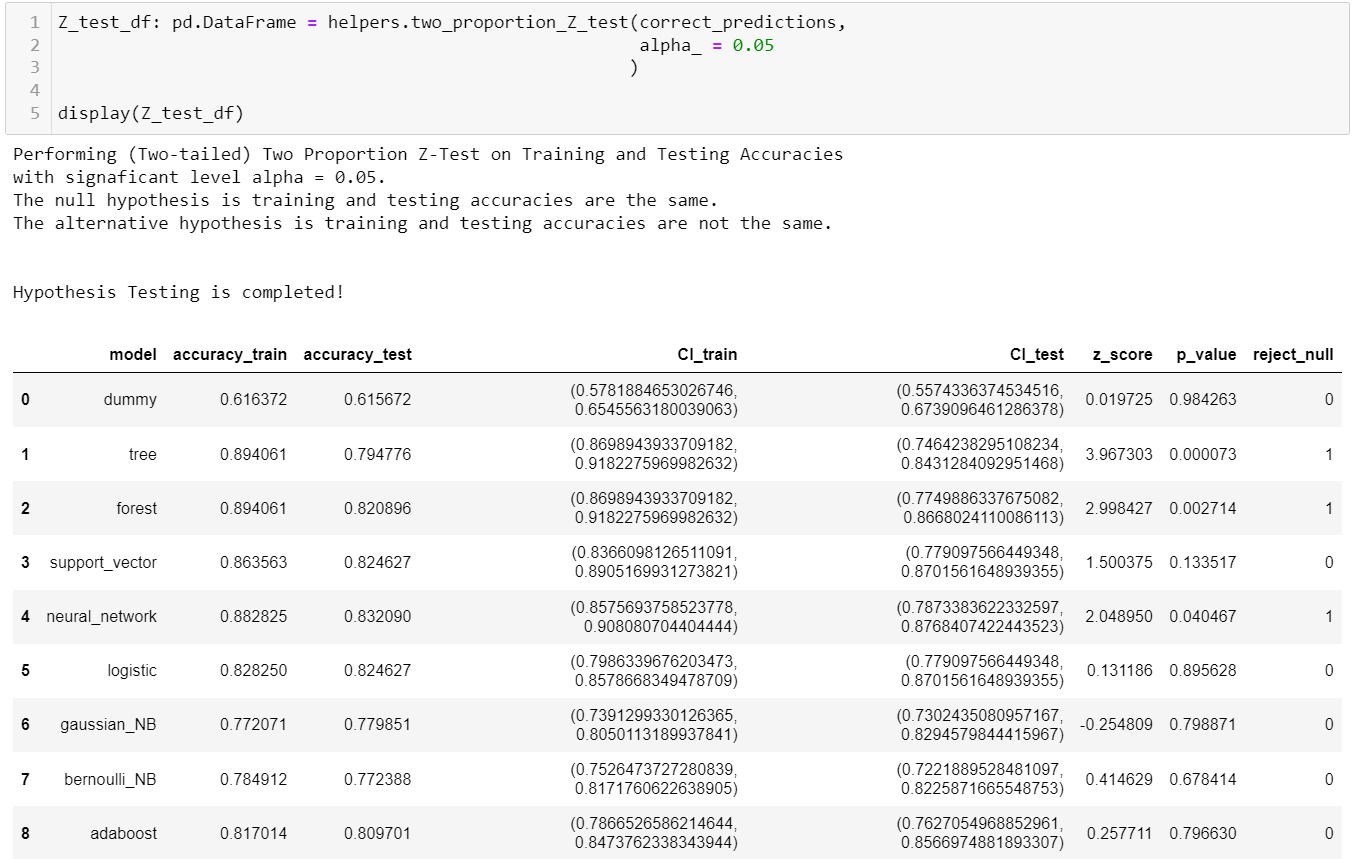 1 Z_test_df: pd.DataFrame = helpers.two_proportion_Z_test(correct_predictions,
2 alpha_ = 0.05
3 )
4
5 display(Z_test_df)
Performing (Two-tailed) Two Proportion Z-Test on Training and Testing Accuracies
with signaficant level alpha = 0.05.
The null hypothesis is training and testing accuracies are the same.
The alternative hypothesis is training and testing accuracies are not the same.
Hypothesis Testing is completed!
model accuracy_train accuracy_test CI_train CI_test z_score p_value reject_null
0 dummy 0.616372 0.615672 (0.5781884653026746, 0.6545563180039063) (0.5574336374534516, 0.6739096461286378) 0.019725 0.984263 0
1 tree 0.894061 0.794776 (0.8698943933709182, 0.9182275969982632) (0.7464238295108234, 0.8431284092951468) 3.967303 0.000073 1
2 forest 0.894061 0.820896 (0.8698943933709182, 0.9182275969982632) (0.7749886337675082, 0.8668024110086113) 2.998427 0.002714 1
3 support_vector 0.863563 0.824627 (0.8366098126511091, 0.8905169931273821) (0.779097566449348, 0.8701561648939355) 1.500375 0.133517 0
4 neural_network 0.882825 0.832090 (0.8575693758523778, 0.908080704404444) (0.7873383622332597, 0.8768407422443523) 2.048950 0.040467 1
5 logistic 0.828250 0.824627 (0.7986339676203473, 0.8578668349478709) (0.779097566449348, 0.8701561648939355) 0.131186 0.895628 0
6 gaussian_NB 0.772071 0.779851 (0.7391299330126365, 0.8050113189937841) (0.7302435080957167, 0.8294579844415967) -0.254809 0.798871 0
7 bernoulli_NB 0.784912 0.772388 (0.7526473727280839, 0.8171760622638905) (0.7221889528481097, 0.8225871665548753) 0.414629 0.678414 0
8 adaboost 0.817014 0.809701 (0.7866526586214644, 0.8473762338343944) (0.7627054968852961, 0.8566974881893307) 0.257711 0.796630 0